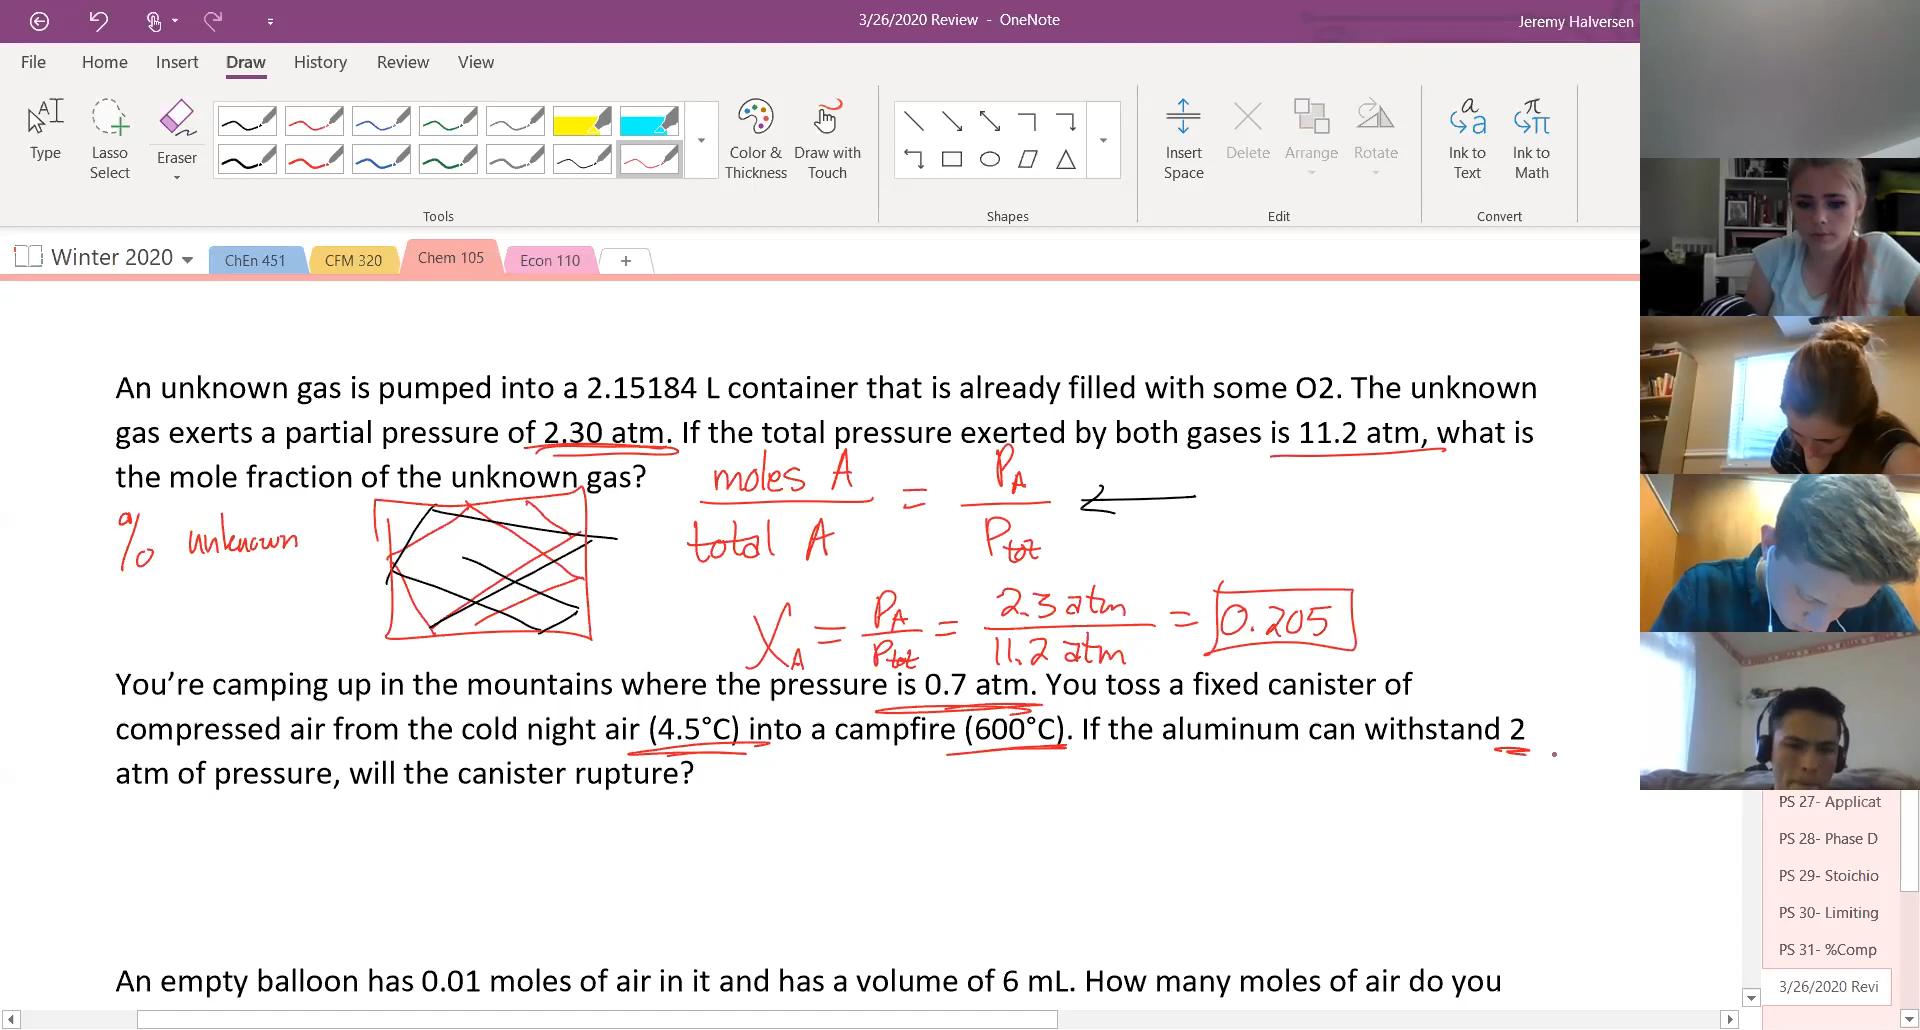 3/26/2020 Review - OneNote
Jeremy Halversen
File Home Insert Draw History Review View
Type
Lasso Select
Eraser
Color & Thickness
Draw with Touch
Insert Space
Delete
Arrange
Rotate
Ink to Text
Ink to Math
Tools
Shapes
Edit
Convert
Winter 2020
ChEn 451
CFM 320
Chem 105
Econ 110
+
An unknown gas is pumped into a 2.15184 L container that is already filled with some O2. The unknown
gas exerts a partial pressure of 2.30 atm. If the total pressure exerted by both gases is 11.2 atm, what is
the mole fraction of the unknown gas?
moles A / total A = PA / Ptot
% unknown
XA = PA / Ptot = 2.3 atm / 11.2 atm = 0.205
You’re camping up in the mountains where the pressure is 0.7 atm. You toss a fixed canister of
compressed air from the cold night air (4.5°C) into a campfire (600°C). If the aluminum can withstand 2
atm of pressure, will the canister rupture?
An empty balloon has 0.01 moles of air in it and has a volume of 6 mL. How many moles of air do you
PS 27- Applicat
PS 28- Phase D
PS 29- Stoichio
PS 30- Limiting
PS 31- %Comp
3/26/2020 Revi